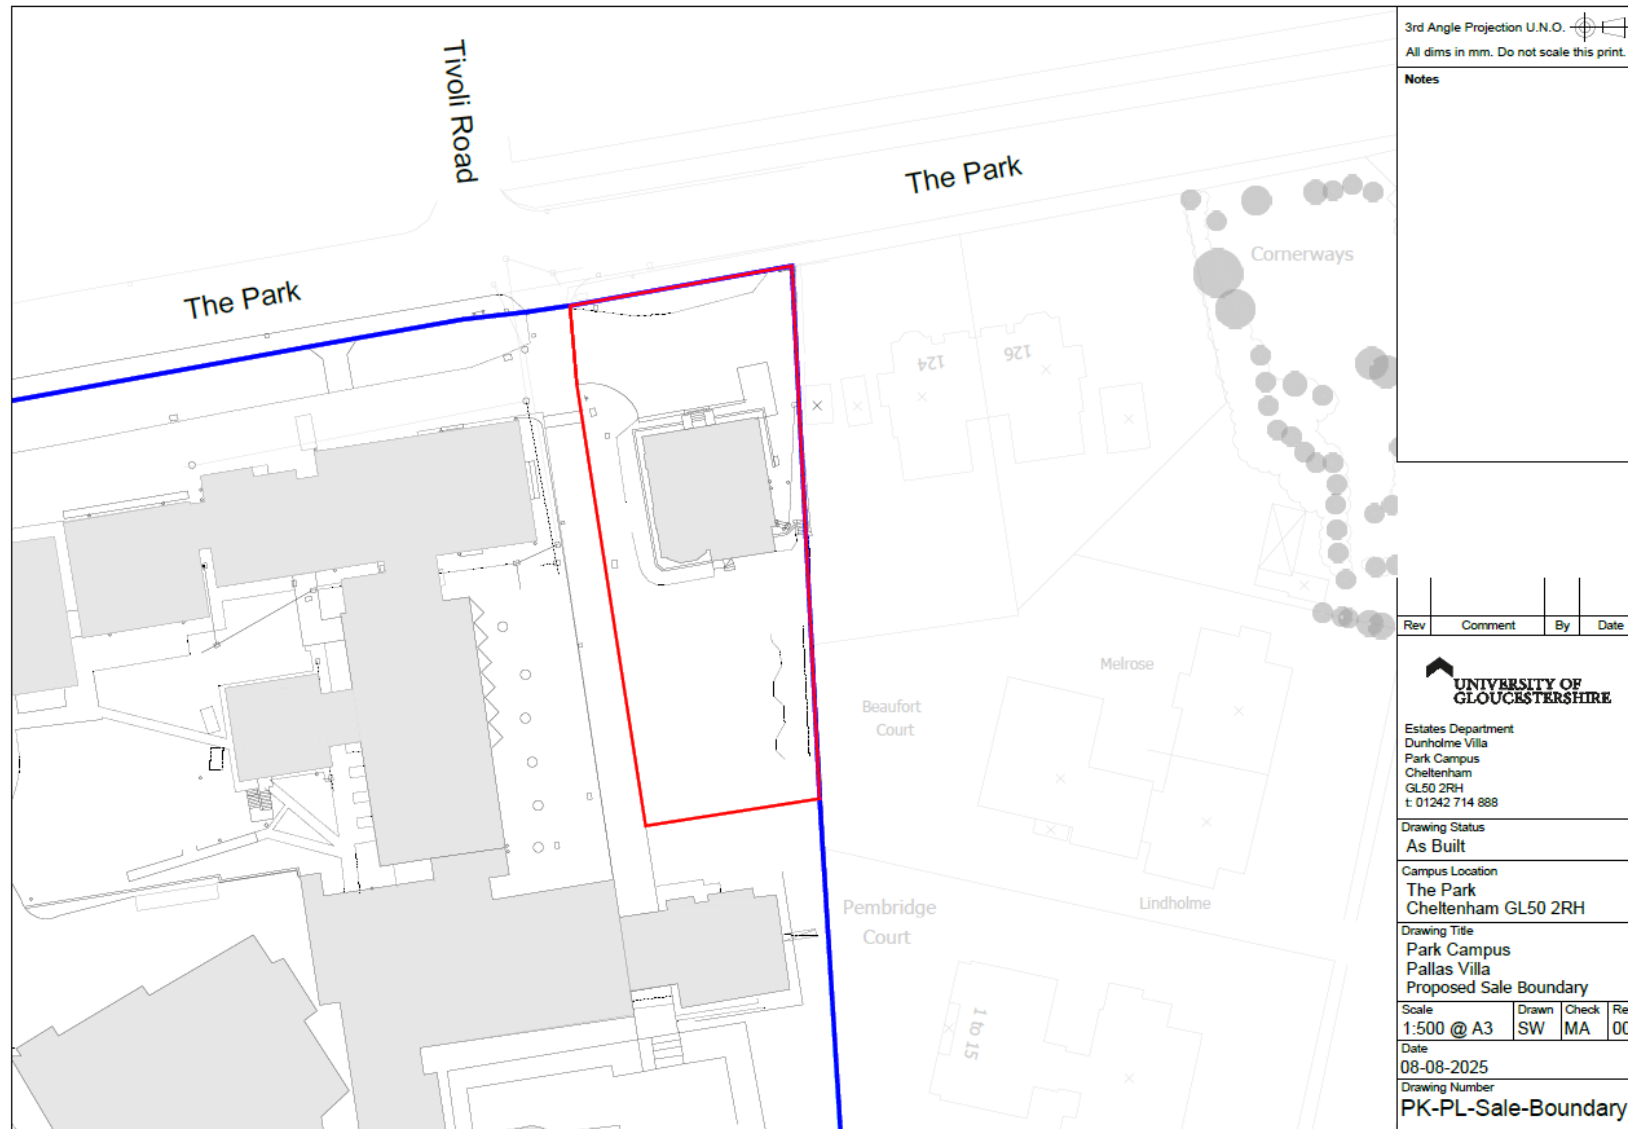 Tivoli Road
The Park
The Park
Cornerways
124
126
Melrose
Beaufort
Court
Pembridge
Court
Lindholme
1 to 15
3rd Angle Projection U.N.O.
All dims in mm. Do not scale this print.
Notes
Rev Comment By Date
UNIVERSITY OF
GLOUCESTERSHIRE
Estates Department
Dunholme Villa
Park Campus
Cheltenham
GL50 2RH
t: 01242 714 888
Drawing Status
As Built
Campus Location
The Park
Cheltenham GL50 2RH
Drawing Title
Park Campus
Pallas Villa
Proposed Sale Boundary
Scale Drawn Check Re
1:500 @ A3 SW MA 00
Date
08-08-2025
Drawing Number
PK-PL-Sale-Boundary